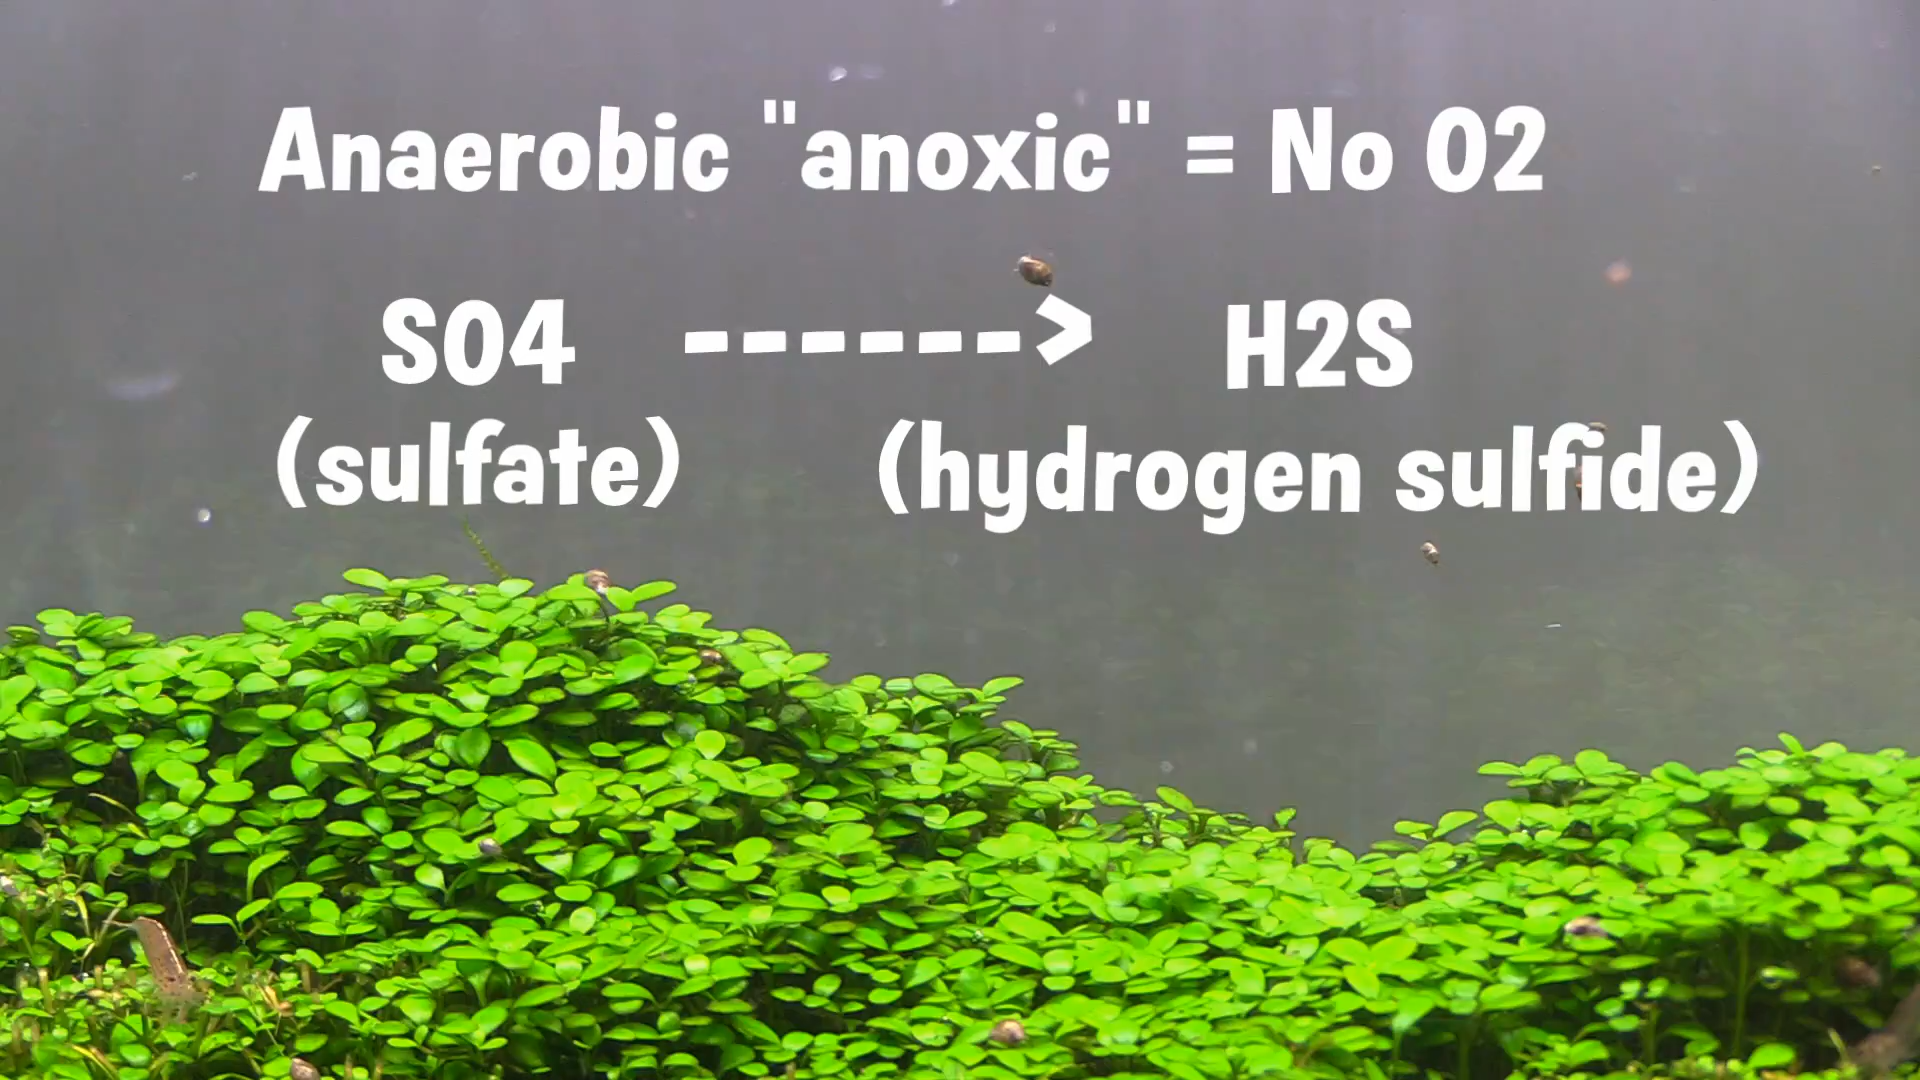 Anaerobic "anoxic" = No O2
SO4 ------> H2S
(sulfate) (hydrogen sulfide)